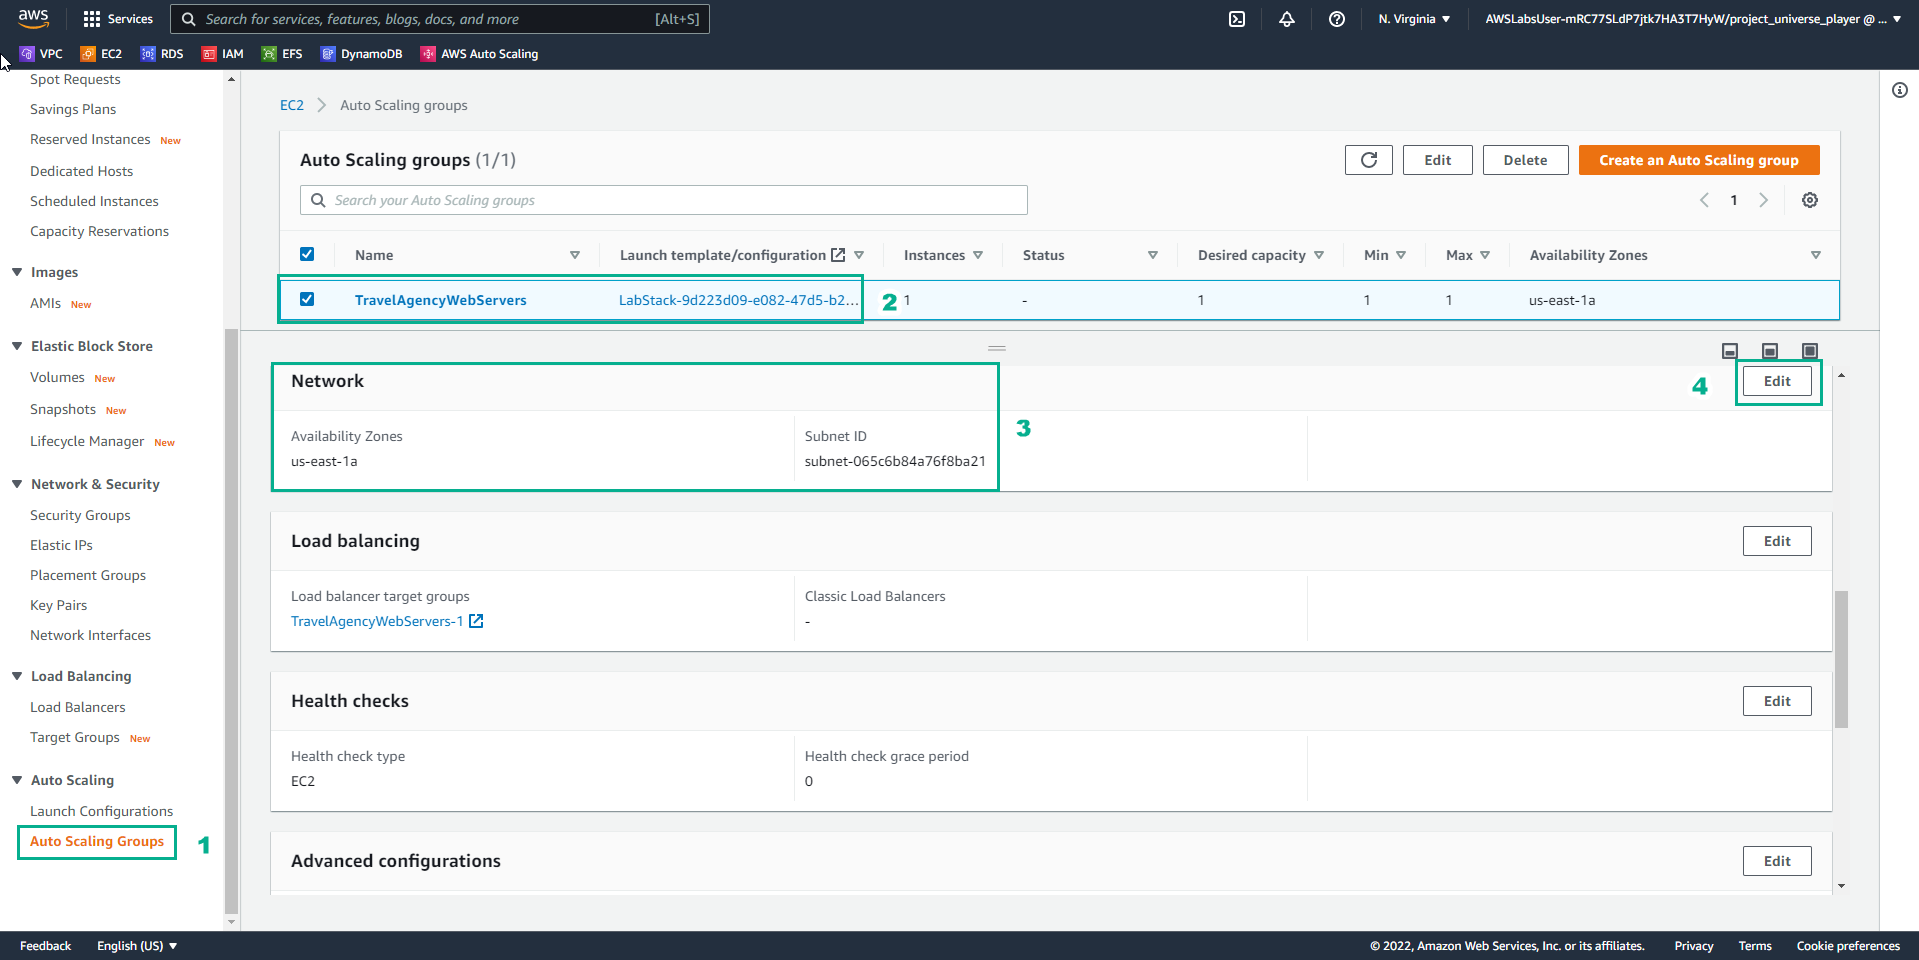 aws
Services
Search for services, features, blogs, docs, and more
[Alt+S]
N. Virginia
AWSLabsUser-mRC77SLdP7jtk7HA3T7HyW/project_universe_player @ ...
VPC
EC2
RDS
IAM
EFS
DynamoDB
AWS Auto Scaling
Spot Requests
Savings Plans
Reserved Instances New
Dedicated Hosts
Scheduled Instances
Capacity Reservations
Images
AMIs New
Elastic Block Store
Volumes New
Snapshots New
Lifecycle Manager New
Network & Security
Security Groups
Elastic IPs
Placement Groups
Key Pairs
Network Interfaces
Load Balancing
Load Balancers
Target Groups New
Auto Scaling
Launch Configurations
Auto Scaling Groups
1
EC2 > Auto Scaling groups
Auto Scaling groups (1/1)
Edit
Delete
Create an Auto Scaling group
Search your Auto Scaling groups
1
Name
Launch template/configuration
Instances
Status
Desired capacity
Min
Max
Availability Zones
TravelAgencyWebServers
LabStack-9d223d09-e082-47d5-b2...
2
1
-
1
1
1
us-east-1a
Network
4
Edit
Availability Zones
us-east-1a
Subnet ID
subnet-065c6b84a76f8ba21
3
Load balancing
Edit
Load balancer target groups
TravelAgencyWebServers-1
Classic Load Balancers
-
Health checks
Edit
Health check type
EC2
Health check grace period
0
Advanced configurations
Edit
Feedback
English (US)
© 2022, Amazon Web Services, Inc. or its affiliates.
Privacy
Terms
Cookie preferences